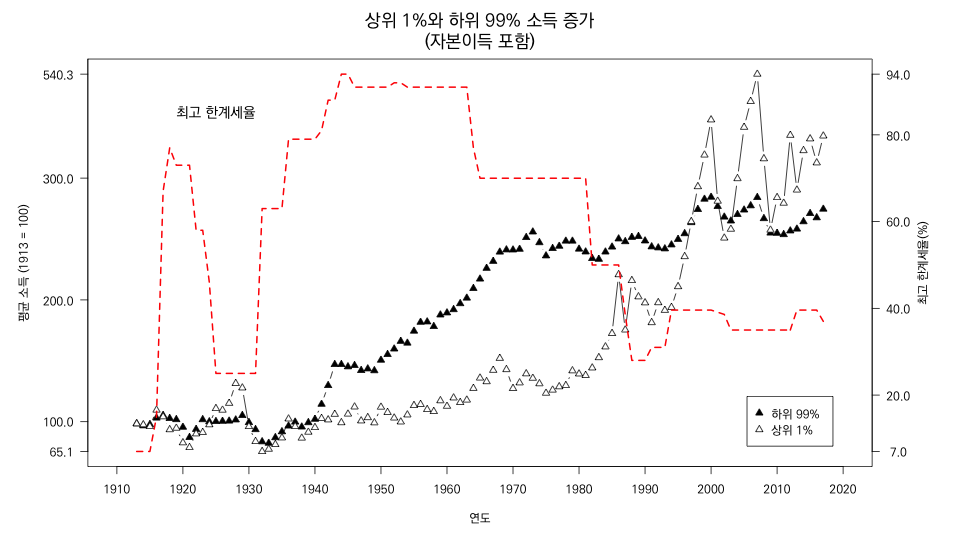 상위 1%와 하위 99% 소득 증가
(자본이득 포함)
540.3
300.0
200.0
100.0
65.1
평균 소득 (1913 = 100)
최고 한계세율
94.0
80.0
60.0
40.0
20.0
7.0
최고 한계세율(%)
하위 99%
상위 1%
1910 1920 1930 1940 1950 1960 1970 1980 1990 2000 2010 2020
연도